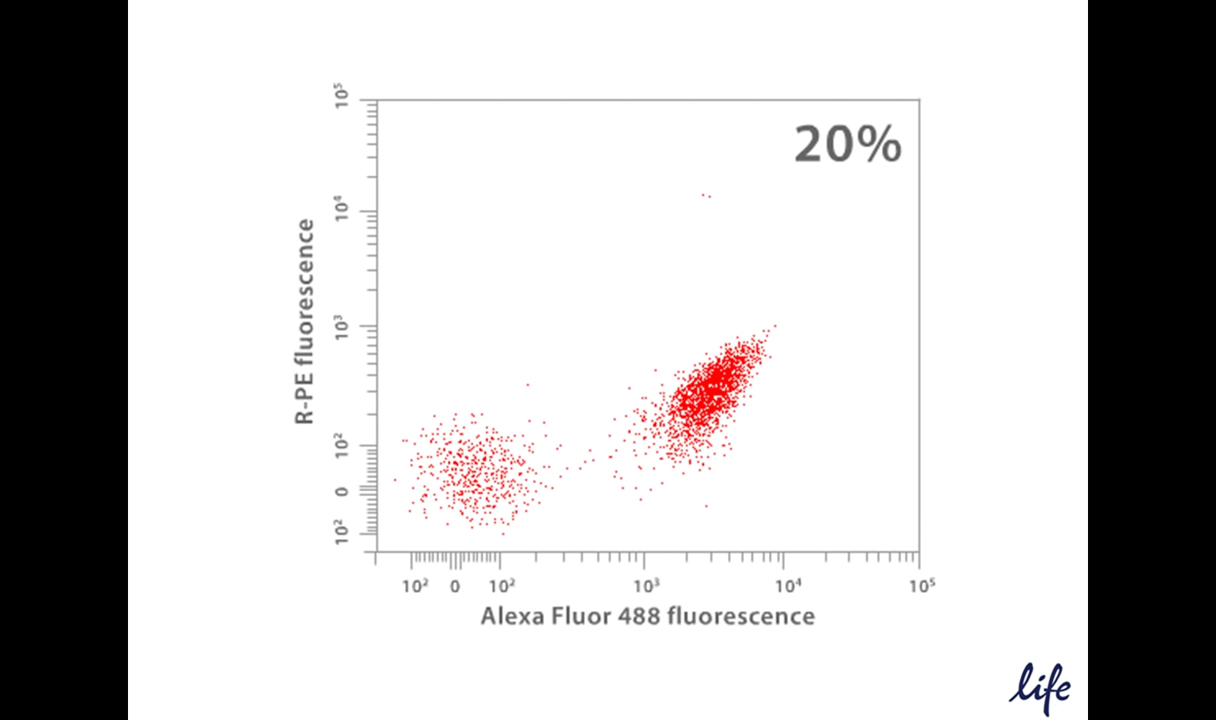 20%
R-PE fluorescence
10⁵
10⁴
10³
10²
0
10²
10² 0 10² 10³ 10⁴ 10⁵
Alexa Fluor 488 fluorescence
life